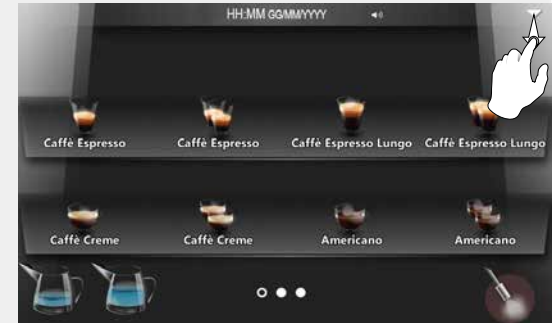 HH:MM GG/MM/YYYY
Caffè Espresso Caffè Espresso Caffè Espresso Lungo Caffè Espresso Lungo
Caffè Creme Caffè Creme Americano Americano